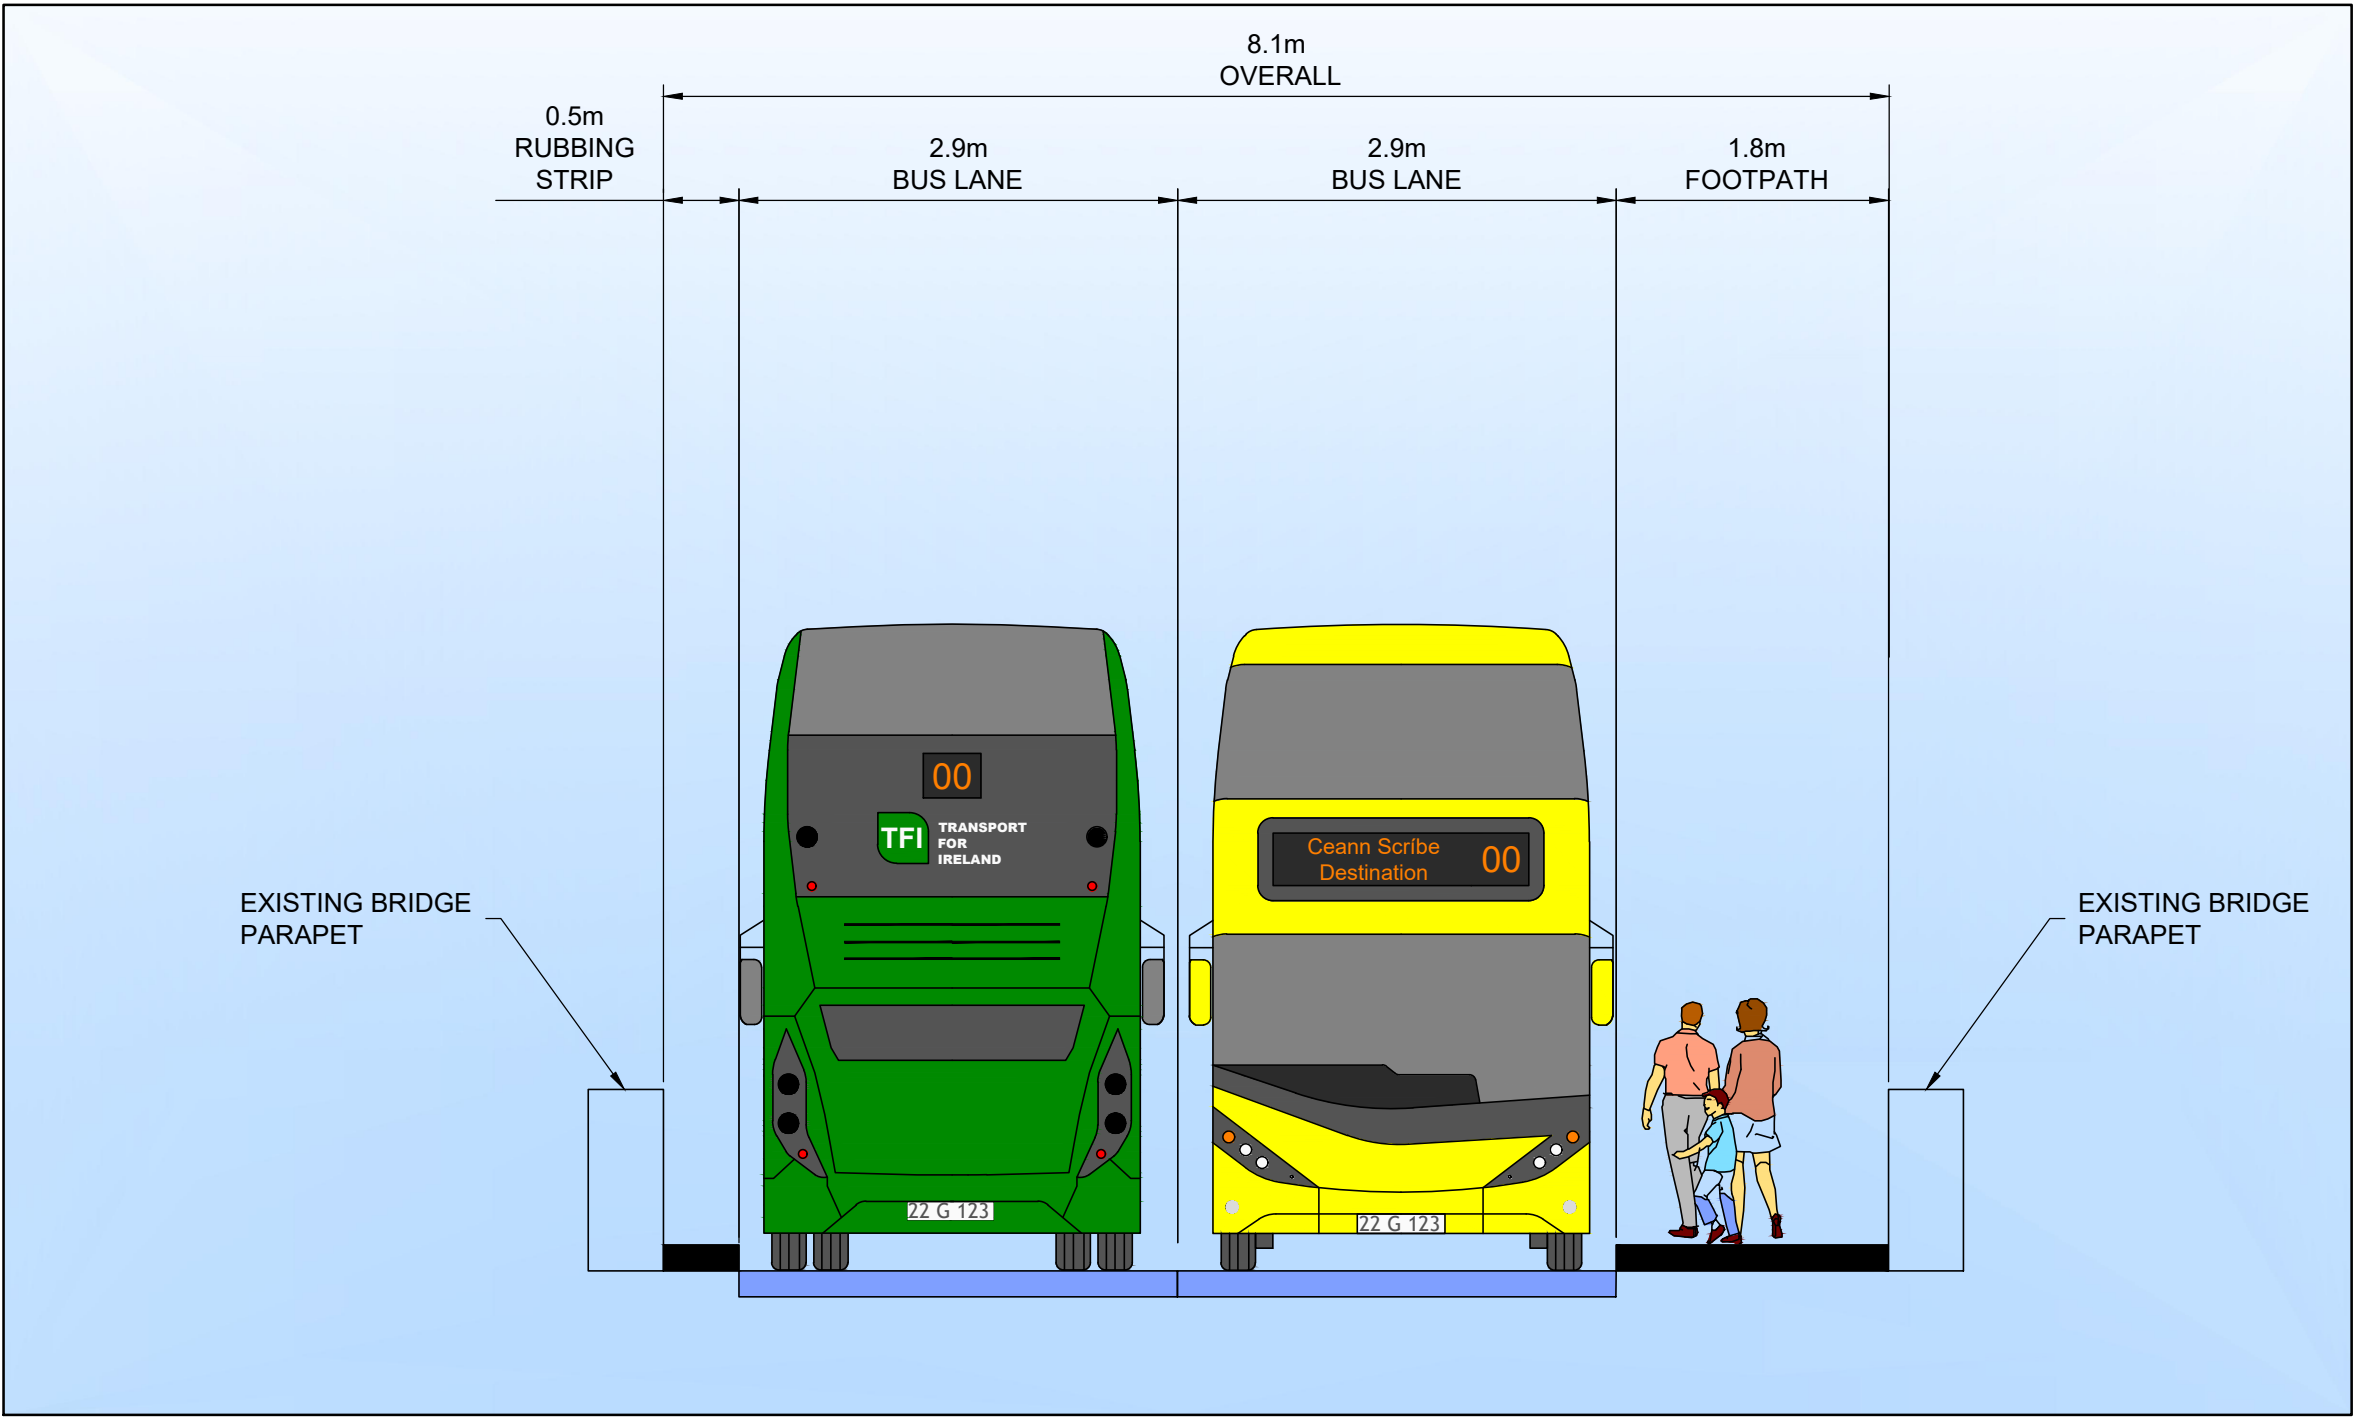 8.1m
OVERALL
0.5m
RUBBING
STRIP
2.9m
BUS LANE
2.9m
BUS LANE
1.8m
FOOTPATH
00
TFI
TRANSPORT
FOR
IRELAND
Ceann Scríbe
Destination
00
EXISTING BRIDGE
PARAPET
EXISTING BRIDGE
PARAPET
22 G 123
22 G 123